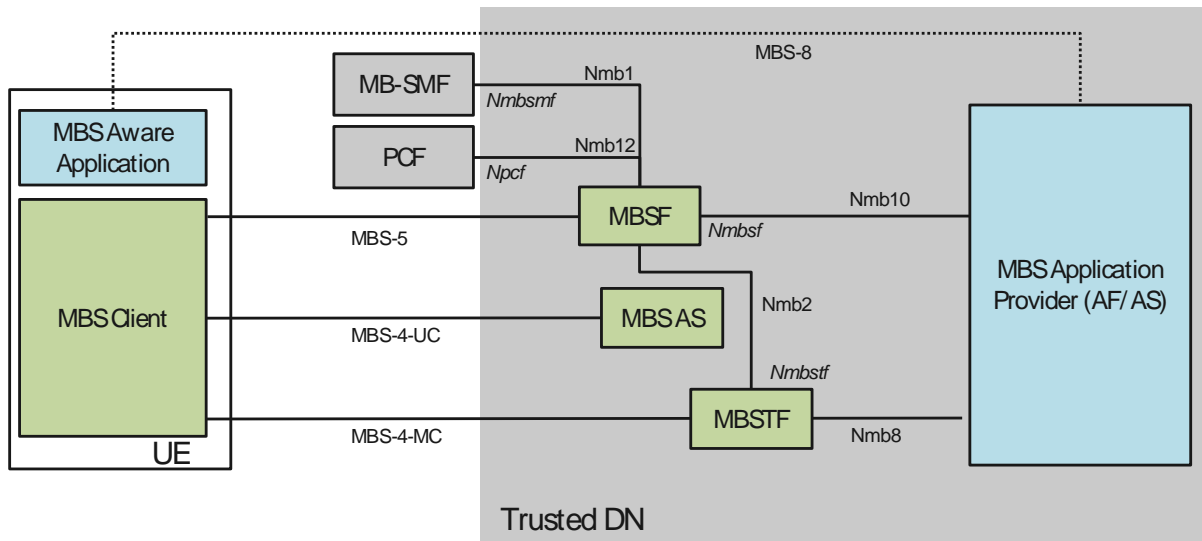 MBS-8
MB-SMF
Nmb1
Nmbsmf
MBS Aware
Application
PCF
Nmb12
Npcf
MBSF
Nmb10
Nmbsf
MBS-5
MBS Application
Provider (AF/AS)
MBS Client
MBS AS
Nmb2
MBS-4-UC
Nmbstf
MBSTF
MBS-4-MC
Nmb8
UE
Trusted DN